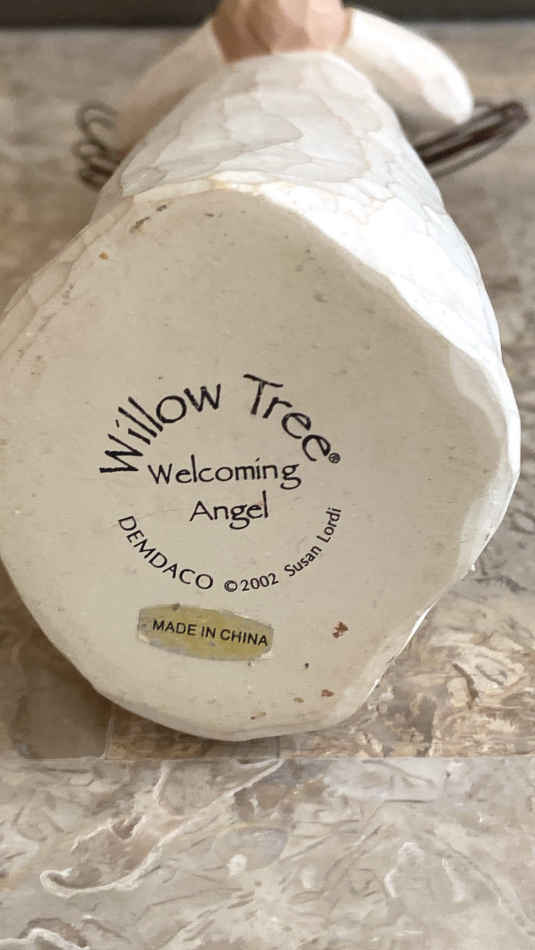 Willow Tree®
Welcoming
Angel
DEMDACO ©2002 Susan Lordi
MADE IN CHINA